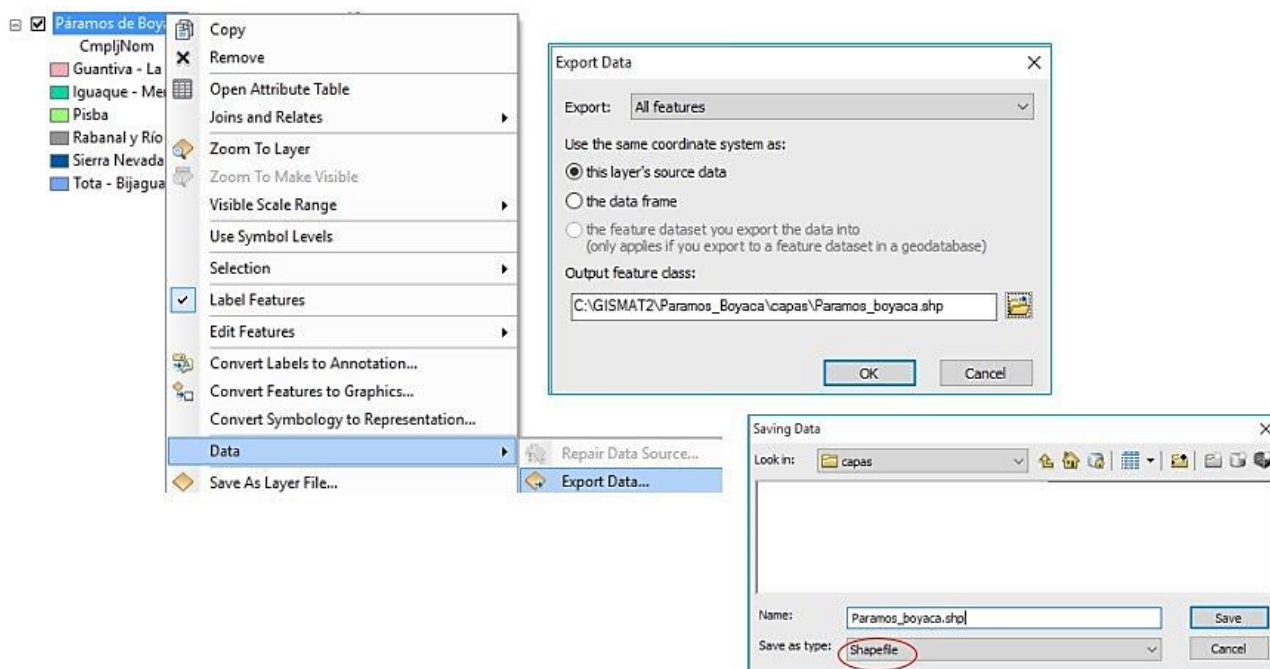 Páramos de Boy
CmpljNom
Guantiva - La
Iguaque - Mer
Pisba
Rabanal y Río
Sierra Nevada
Tota - Bijagua
Copy
Remove
Open Attribute Table
Joins and Relates
Zoom To Layer
Zoom To Make Visible
Visible Scale Range
Use Symbol Levels
Selection
Label Features
Edit Features
Convert Labels to Annotation...
Convert Features to Graphics...
Convert Symbology to Representation...
Data
Save As Layer File...
Repair Data Source...
Export Data...
Export Data
Export: All features
Use the same coordinate system as:
this layer's source data
the data frame
the feature dataset you export the data into
(only applies if you export to a feature dataset in a geodatabase)
Output feature class:
C:\GISMAT2\Paramos_Boyaca\capas\Paramos_boyaca.shp
OK Cancel
Saving Data
Look in: capas
Name: Paramos_boyaca.shp Save
Save as type: Shapefile Cancel